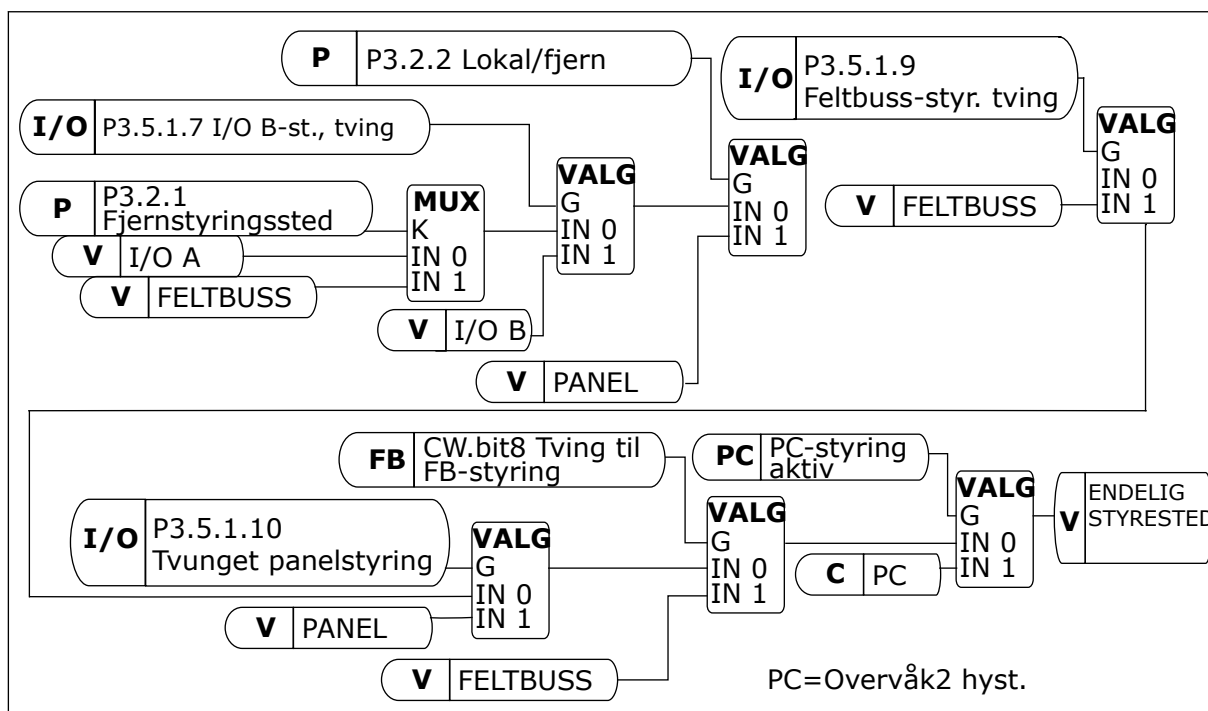 P P3.2.2 Lokal/fjern
I/O P3.5.1.9
Feltbuss-styr. tving
I/O P3.5.1.7 I/O B-st., tving
VALG
G
IN 0
IN 1
VALG
G
IN 0
IN 1
VALG
G
IN 0
IN 1
P P3.2.1
Fjernstyringssted
MUX
K
IN 0
IN 1
V FELTBUSS
V I/O A
V FELTBUSS
V I/O B
V PANEL
FB CW.bit8 Tving til
FB-styring
PC PC-styring
aktiv
VALG
G
IN 0
IN 1
V ENDELIG
STYRESTED
I/O P3.5.1.10
Tvunget panelstyring
VALG
G
IN 0
IN 1
VALG
G
IN 0
IN 1
C PC
V PANEL
V FELTBUSS
PC=Overvåk2 hyst.